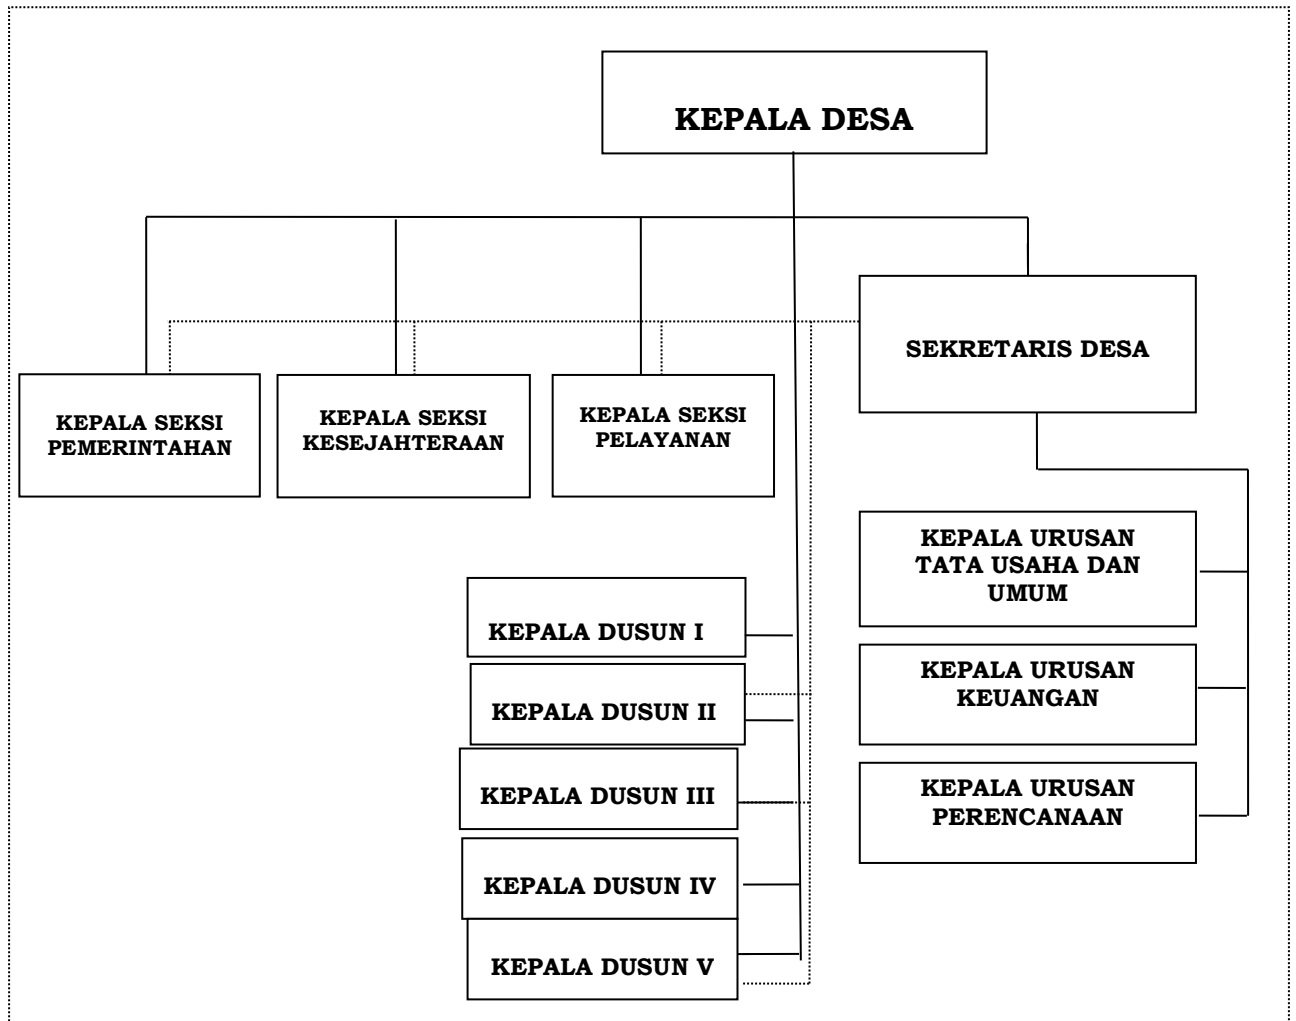 KEPALA DESA
SEKRETARIS DESA
KEPALA SEKSI
PEMERINTAHAN
KEPALA SEKSI
KESEJAHTERAAN
KEPALA SEKSI
PELAYANAN
KEPALA URUSAN
TATA USAHA DAN
UMUM
KEPALA URUSAN
KEUANGAN
KEPALA URUSAN
PERENCANAAN
KEPALA DUSUN I
KEPALA DUSUN II
KEPALA DUSUN III
KEPALA DUSUN IV
KEPALA DUSUN V